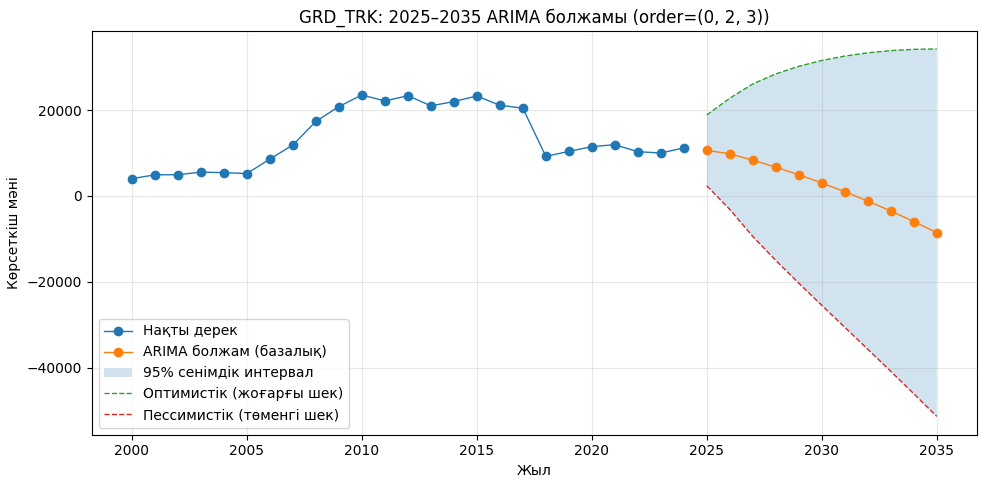 GRD_TRK: 2025–2035 ARIMA болжамы (order=(0, 2, 3))
Көрсеткіш мәні
20000
0
−20000
−40000
Нақты дерек
ARIMA болжам (базалық)
95% сенімдік интервал
Оптимистік (жоғарғы шек)
Пессимистік (төменгі шек)
2000 2005 2010 2015 2020 2025 2030 2035
Жыл